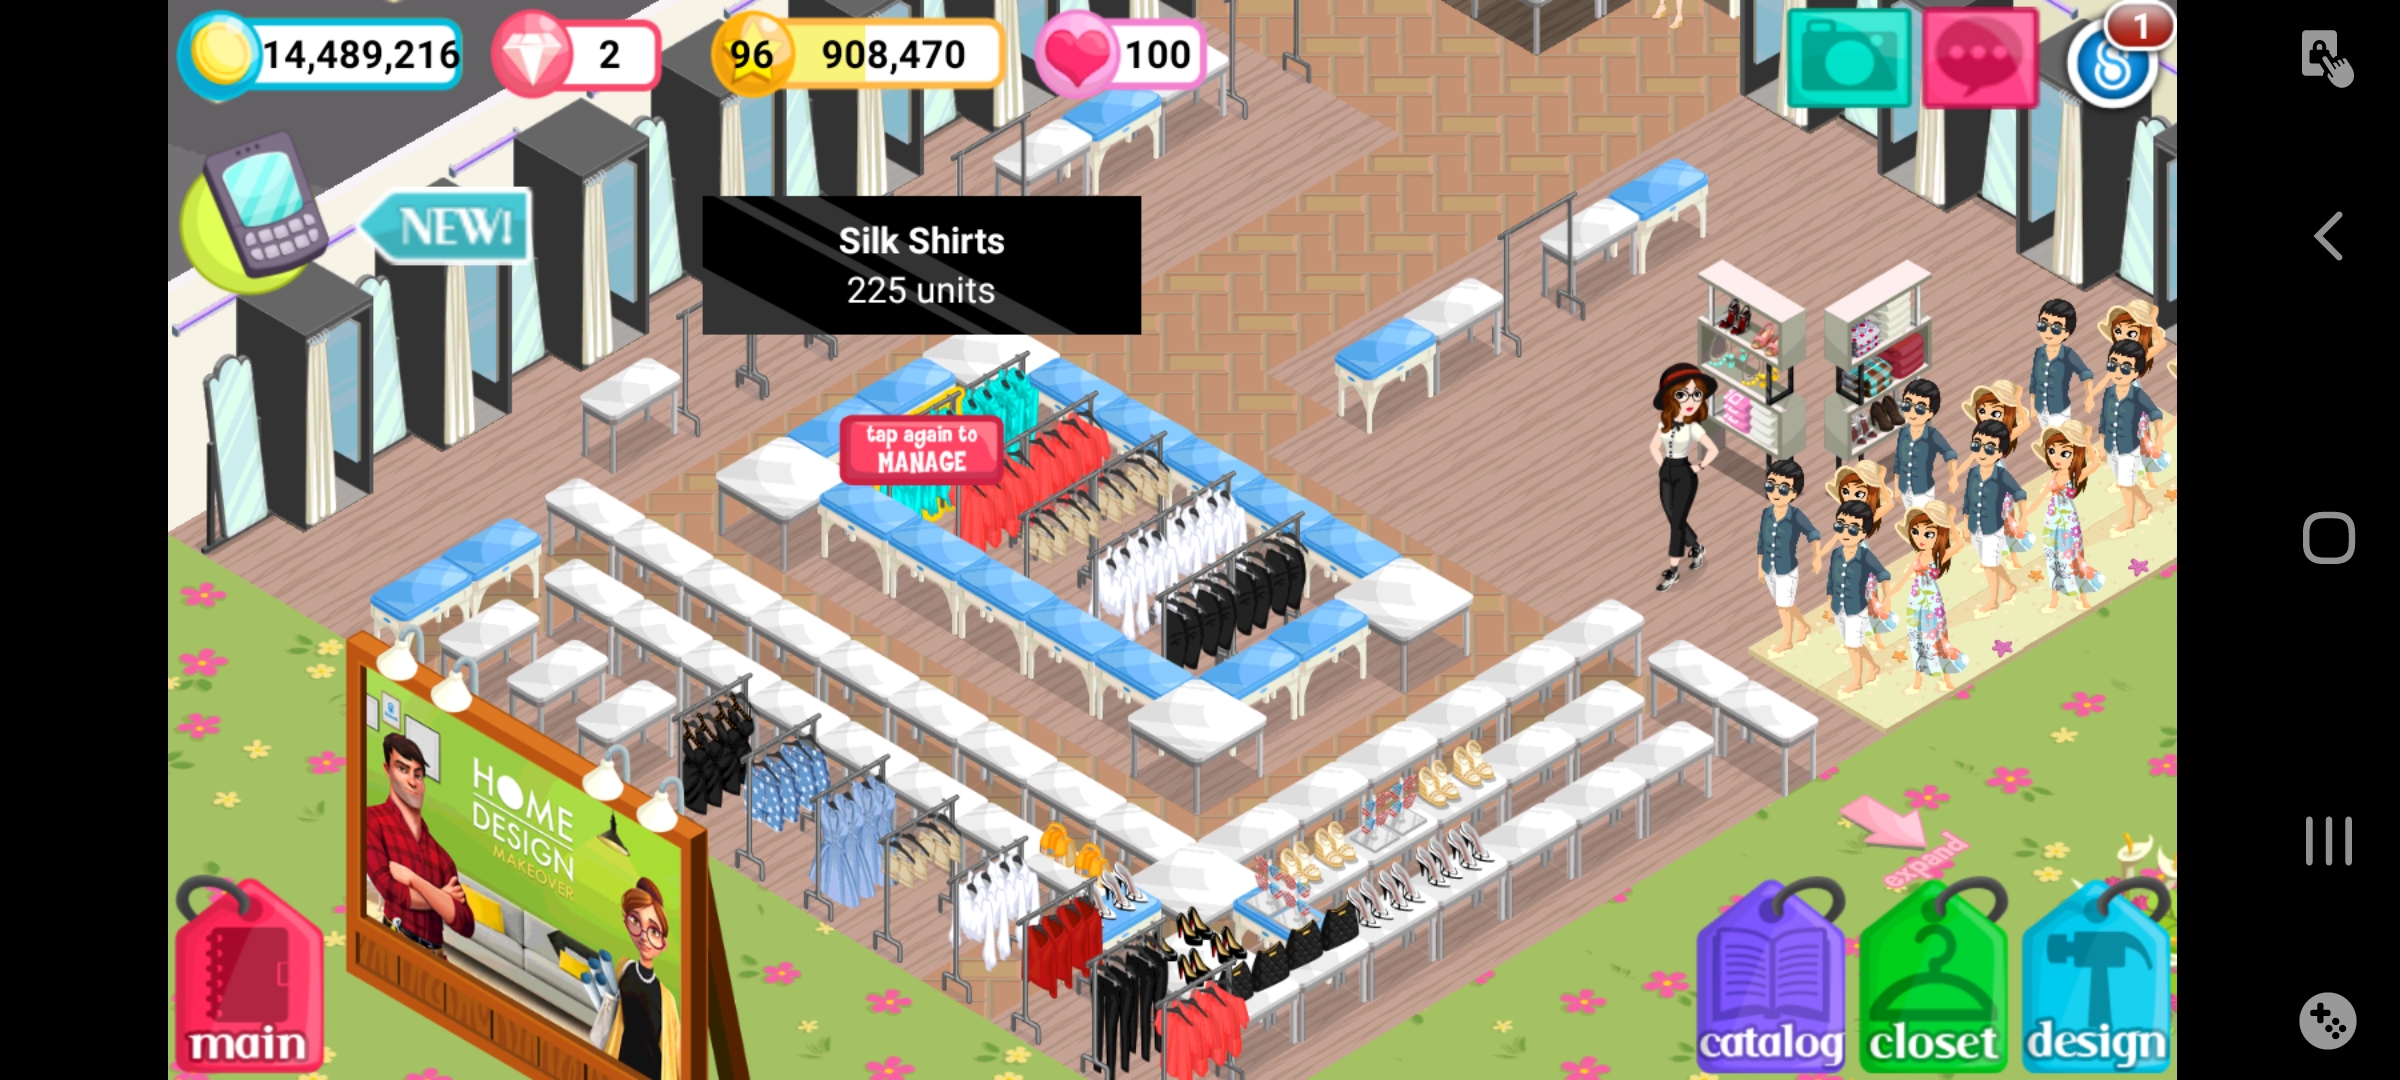 14,489,216
2
96
908,470
100
1
NEW!
Silk Shirts
225 units
tap again to
MANAGE
HOME
DESIGN
MAKEOVER
expand
main
catalog
closet
design